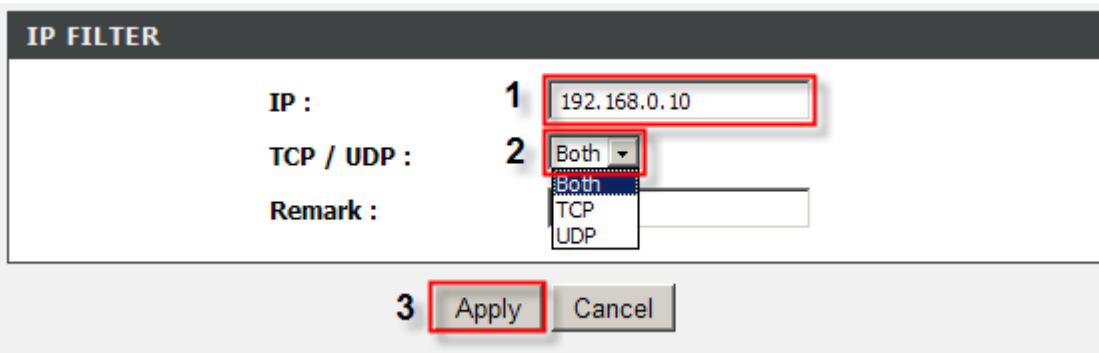 IP FILTER
IP : 1 192.168.0.10
TCP / UDP : 2 Both
Both
Remark : TCP
UDP
3 Apply Cancel